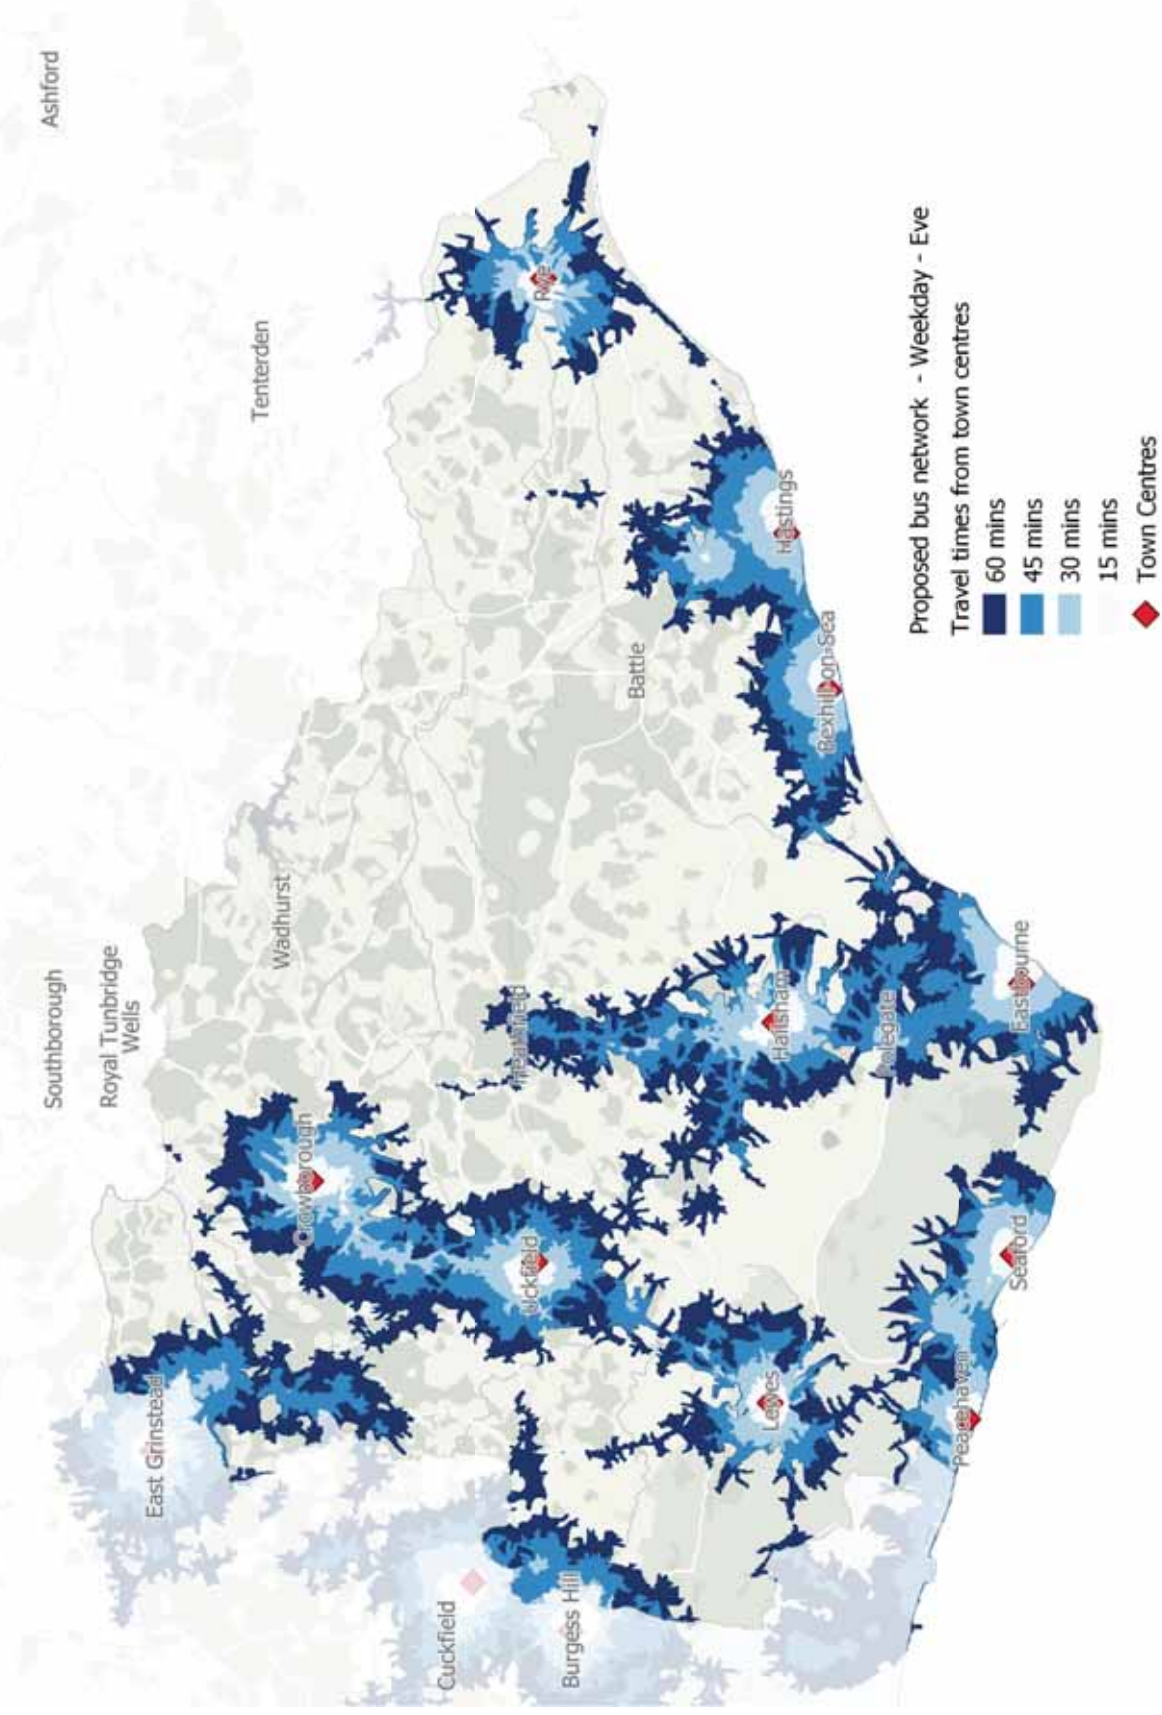 Ashford
Tenterden
Southborough
Royal Tunbridge
Wells
Wadhurst
Rye
Hastings
Battle
Bexhill-on-Sea
Heathfield
Hailsham
Polegate
Eastbourne
Crowborough
Uckfield
Seaford
East Grinstead
Lewes
Peacehaven
Cuckfield
Burgess Hill
Proposed bus network - Weekday - Eve
Travel times from town centres
60 mins
45 mins
30 mins
15 mins
Town Centres